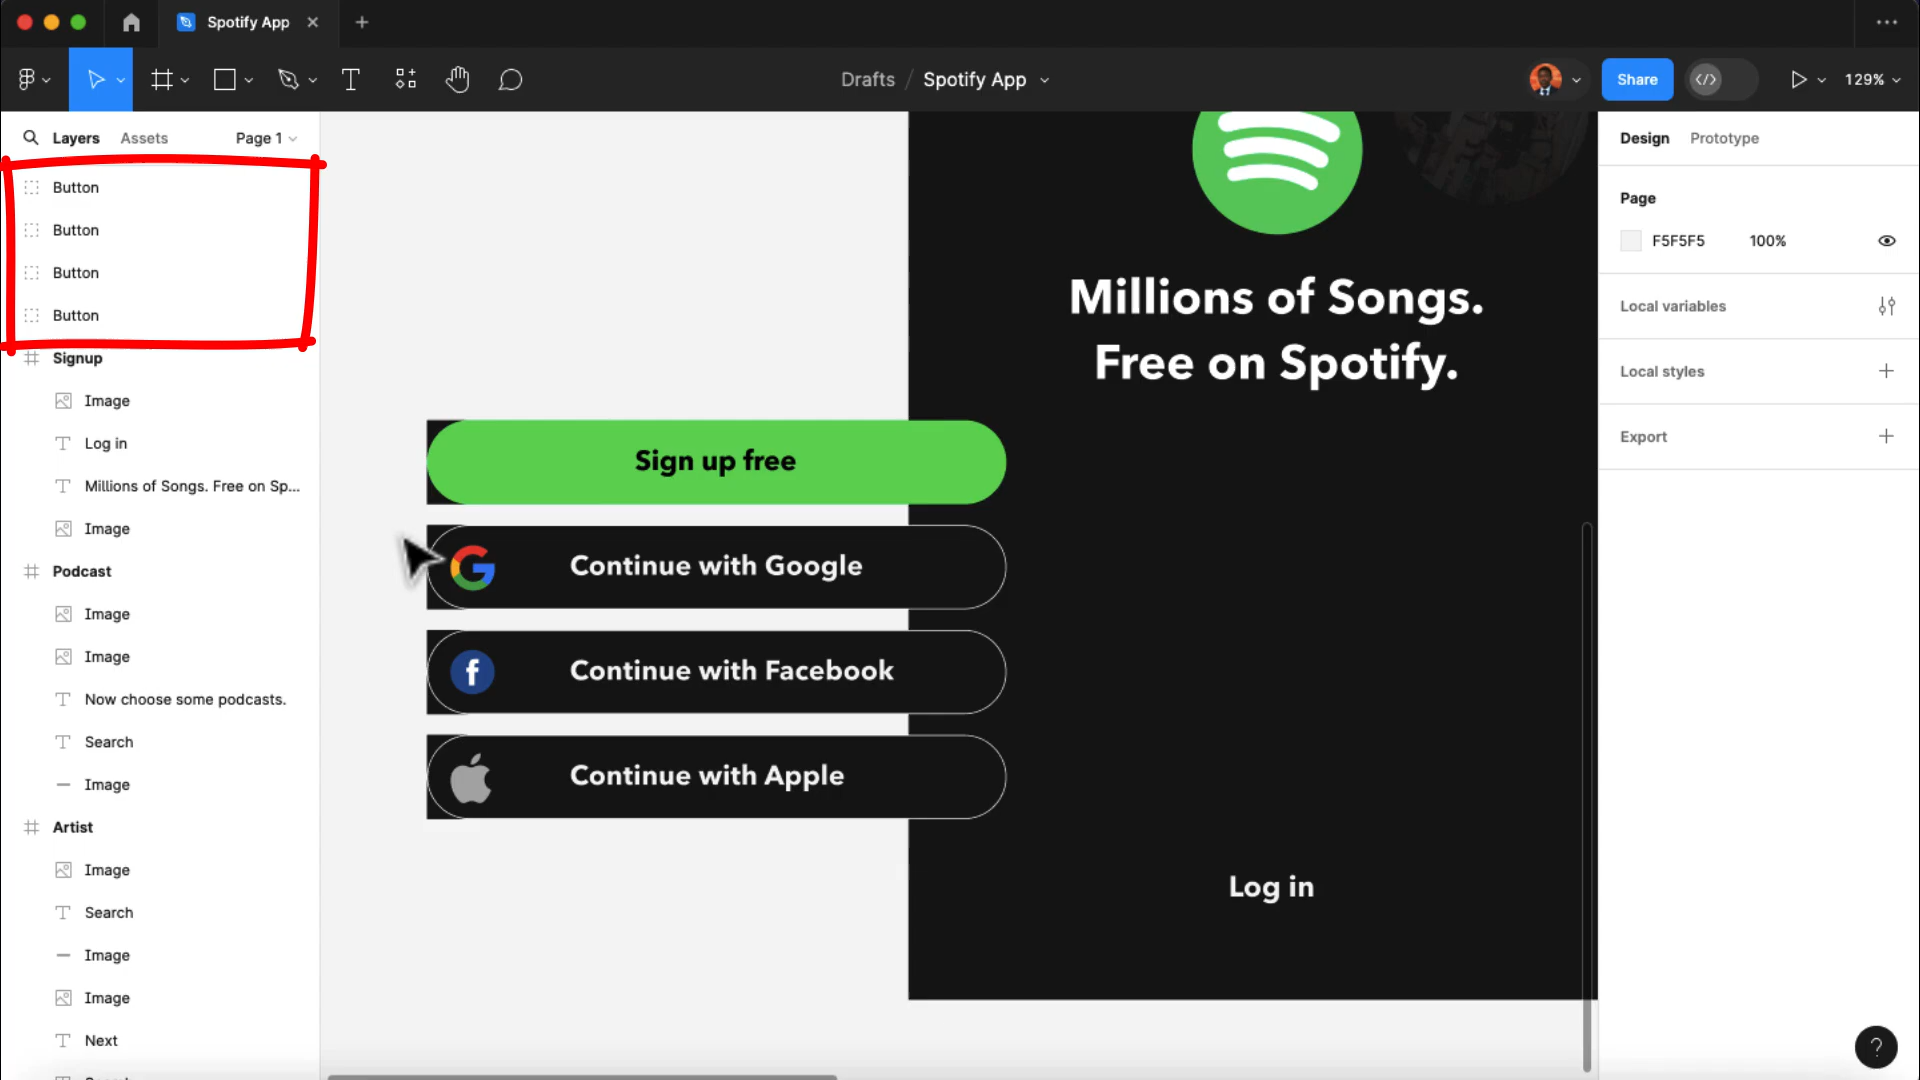 Spotify App
Drafts / Spotify App
Share
129%
Layers
Assets
Page 1
Button
Button
Button
Button
Signup
Image
Log in
Millions of Songs. Free on Sp...
Image
Podcast
Image
Image
Now choose some podcasts.
Search
Image
Artist
Image
Search
Image
Image
Next
Millions of Songs.
Free on Spotify.
Sign up free
Continue with Google
f
Continue with Facebook
Continue with Apple
Log in
Design
Prototype
Page
F5F5F5
100%
Local variables
Local styles
Export
?